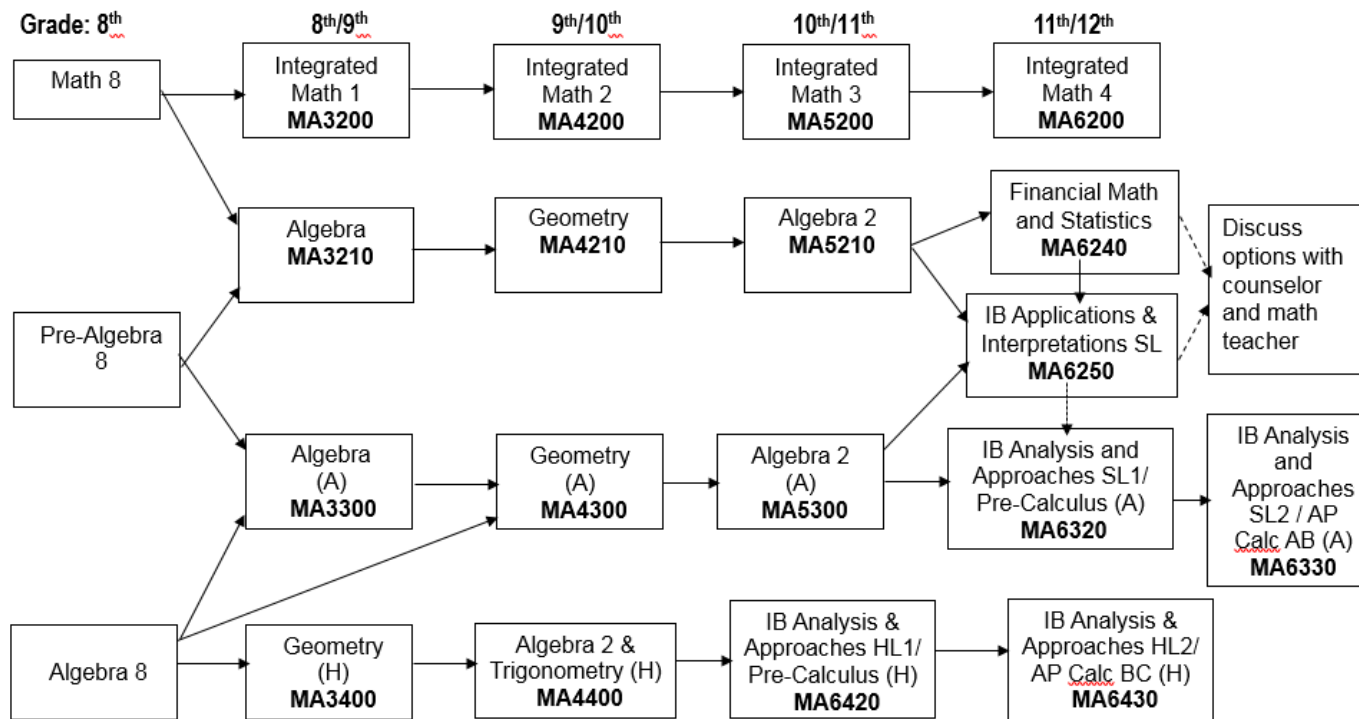 Grade: 8th
8th/9th
9th/10th
10th/11th
11th/12th
Math 8
Integrated
Math 1
MA3200
Integrated
Math 2
MA4200
Integrated
Math 3
MA5200
Integrated
Math 4
MA6200
Algebra
MA3210
Geometry
MA4210
Algebra 2
MA5210
Financial Math
and Statistics
MA6240
Discuss
options with
counselor
and math
teacher
Pre-Algebra
8
IB Applications &
Interpretations SL
MA6250
Algebra
(A)
MA3300
Geometry
(A)
MA4300
Algebra 2
(A)
MA5300
IB Analysis and
Approaches SL1/
Pre-Calculus (A)
MA6320
IB Analysis
and
Approaches
SL2 / AP
Calc AB (A)
MA6330
Algebra 8
Geometry
(H)
MA3400
Algebra 2 &
Trigonometry (H)
MA4400
IB Analysis &
Approaches HL1/
Pre-Calculus (H)
MA6420
IB Analysis &
Approaches HL2/
AP Calc BC (H)
MA6430